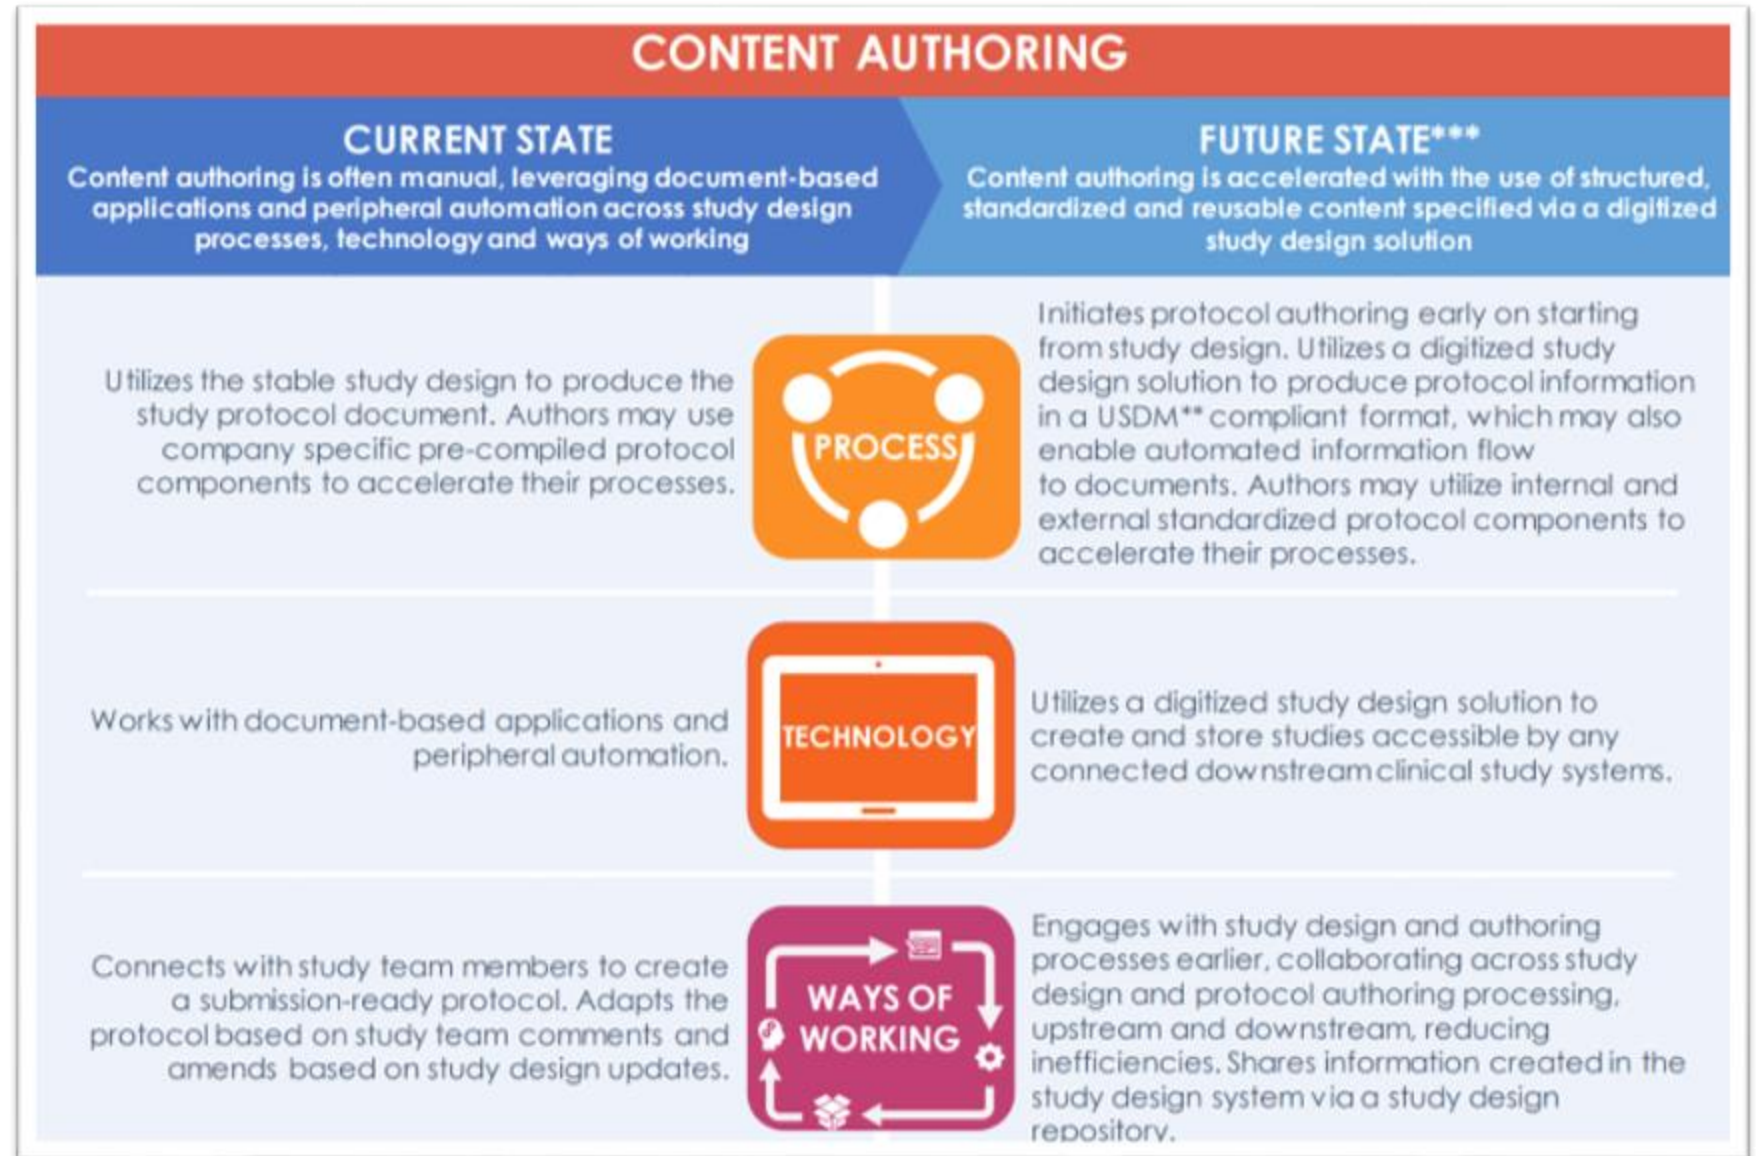 CONTENT AUTHORING
CURRENT STATE
Content authoring is often manual, leveraging document-based
applications and peripheral automation across study design
processes, technology and ways of working
FUTURE STATE***
Content authoring is accelerated with the use of structured,
standardized and reusable content specified via a digitized
study design solution
Utilizes the stable study design to produce the
study protocol document. Authors may use
company specific pre-compiled protocol
components to accelerate their processes.
PROCESS
Initiates protocol authoring early on starting
from study design. Utilizes a digitized study
design solution to produce protocol information
in a USDM** compliant format, which may also
enable automated information flow
to documents. Authors may utilize internal and
external standardized protocol components to
accelerate their processes.
Works with document-based applications and
peripheral automation.
TECHNOLOGY
Utilizes a digitized study design solution to
create and store studies accessible by any
connected downstream clinical study systems.
Connects with study team members to create
a submission-ready protocol. Adapts the
protocol based on study team comments and
amends based on study design updates.
WAYS OF
WORKING
Engages with study design and authoring
processes earlier, collaborating across study
design and protocol authoring processing,
upstream and downstream, reducing
inefficiencies. Shares information created in the
study design system via a study design
repository.